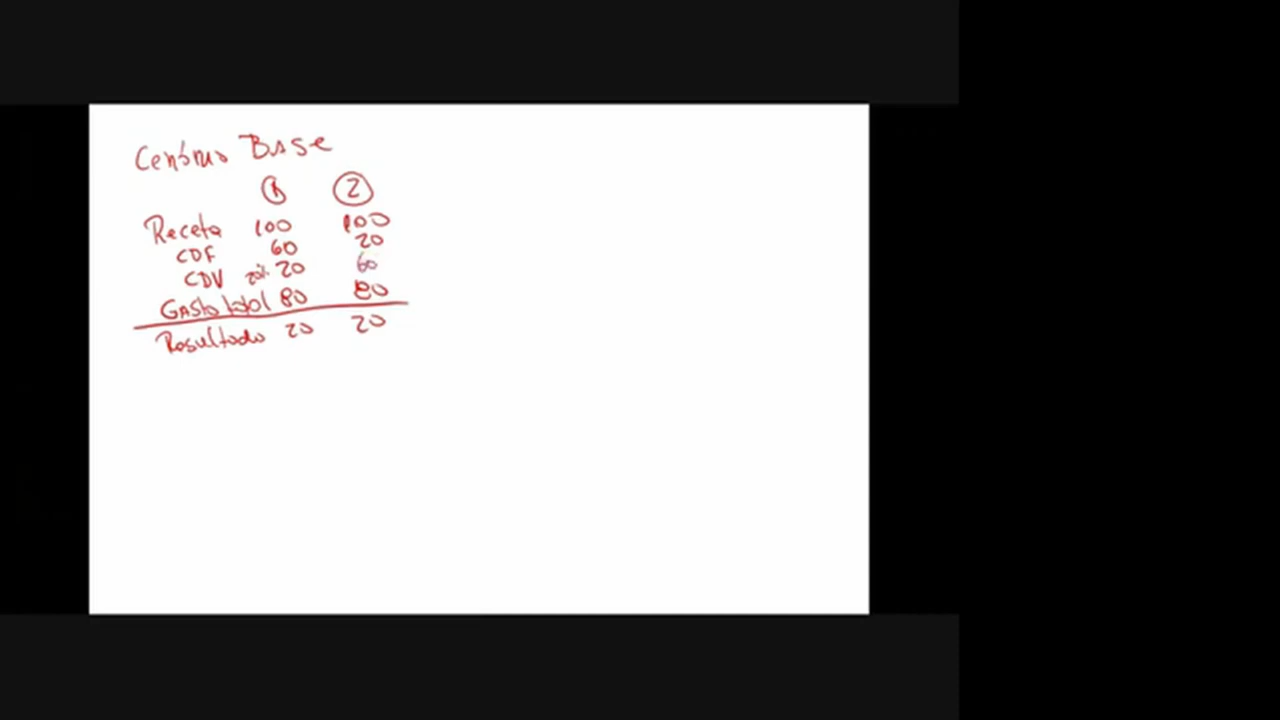 Cenário Base
1 2
Receita 100 100
CDF 60 20
CDV 20% 20 60
Gasto total 80 80
Resultado 20 20